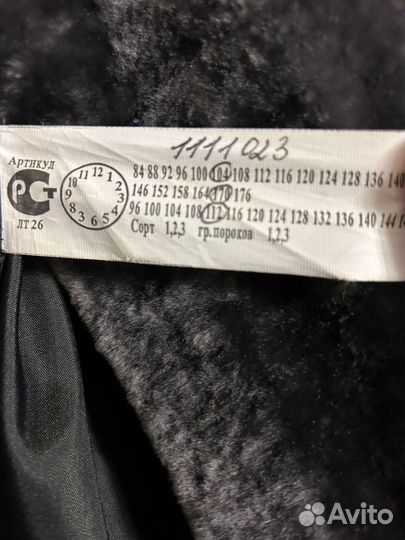 1111023
Артикул
РСТ
ЛТ 26
12 1 2 3 4 5 6 8 9 10 11
84 88 92 96 100 104 108 112 116 120 124 128 136 140
146 152 158 164 170 176
96 100 104 108 112 116 120 124 128 132 136 140 144
Сорт 1,2,3 гр.пороков 1,2,3
Avito